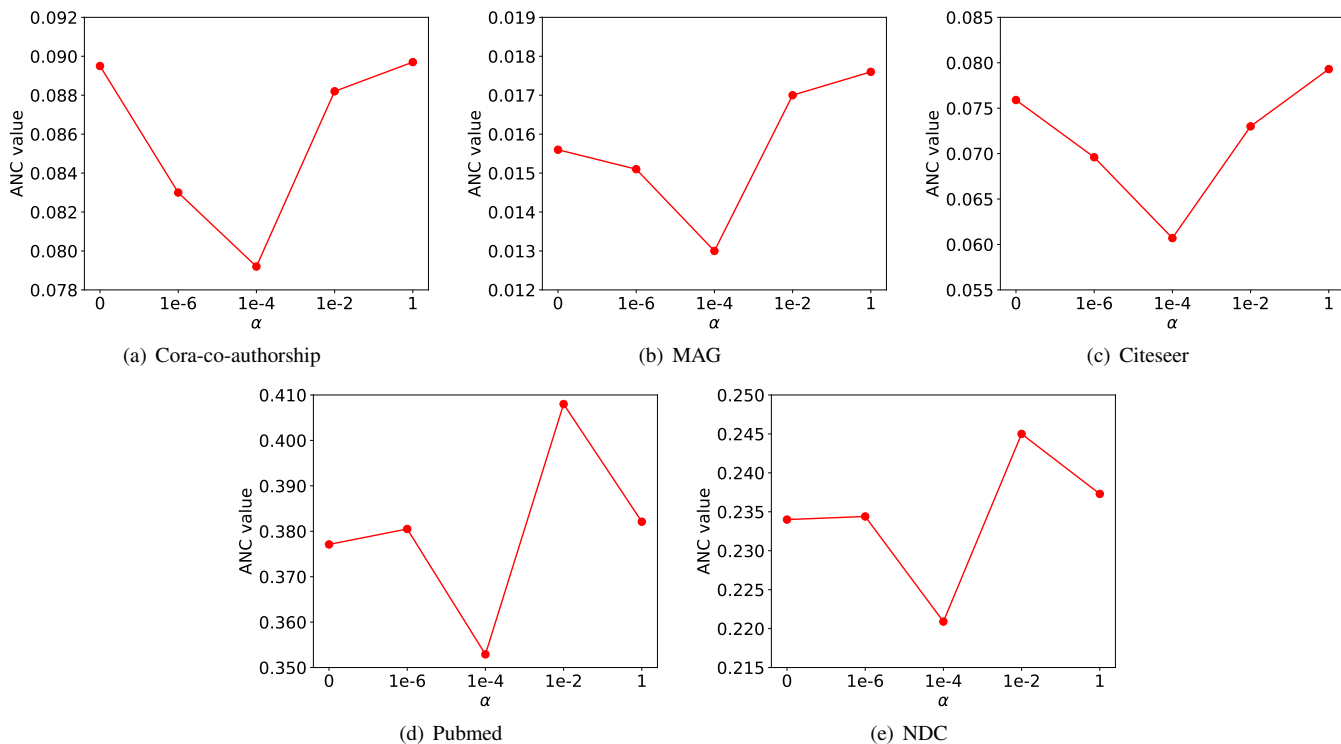 0.092
0.090
0.088
0.086
0.084
0.082
0.080
0.078
ANC value
0 1e-6 1e-4 1e-2 1
α
(a) Cora-co-authorship
0.019
0.018
0.017
0.016
0.015
0.014
0.013
0.012
ANC value
0 1e-6 1e-4 1e-2 1
α
(b) MAG
0.085
0.080
0.075
0.070
0.065
0.060
0.055
ANC value
0 1e-6 1e-4 1e-2 1
α
(c) Citeseer
0.410
0.400
0.390
0.380
0.370
0.360
0.350
ANC value
0 1e-6 1e-4 1e-2 1
α
(d) Pubmed
0.250
0.245
0.240
0.235
0.230
0.225
0.220
0.215
ANC value
0 1e-6 1e-4 1e-2 1
α
(e) NDC